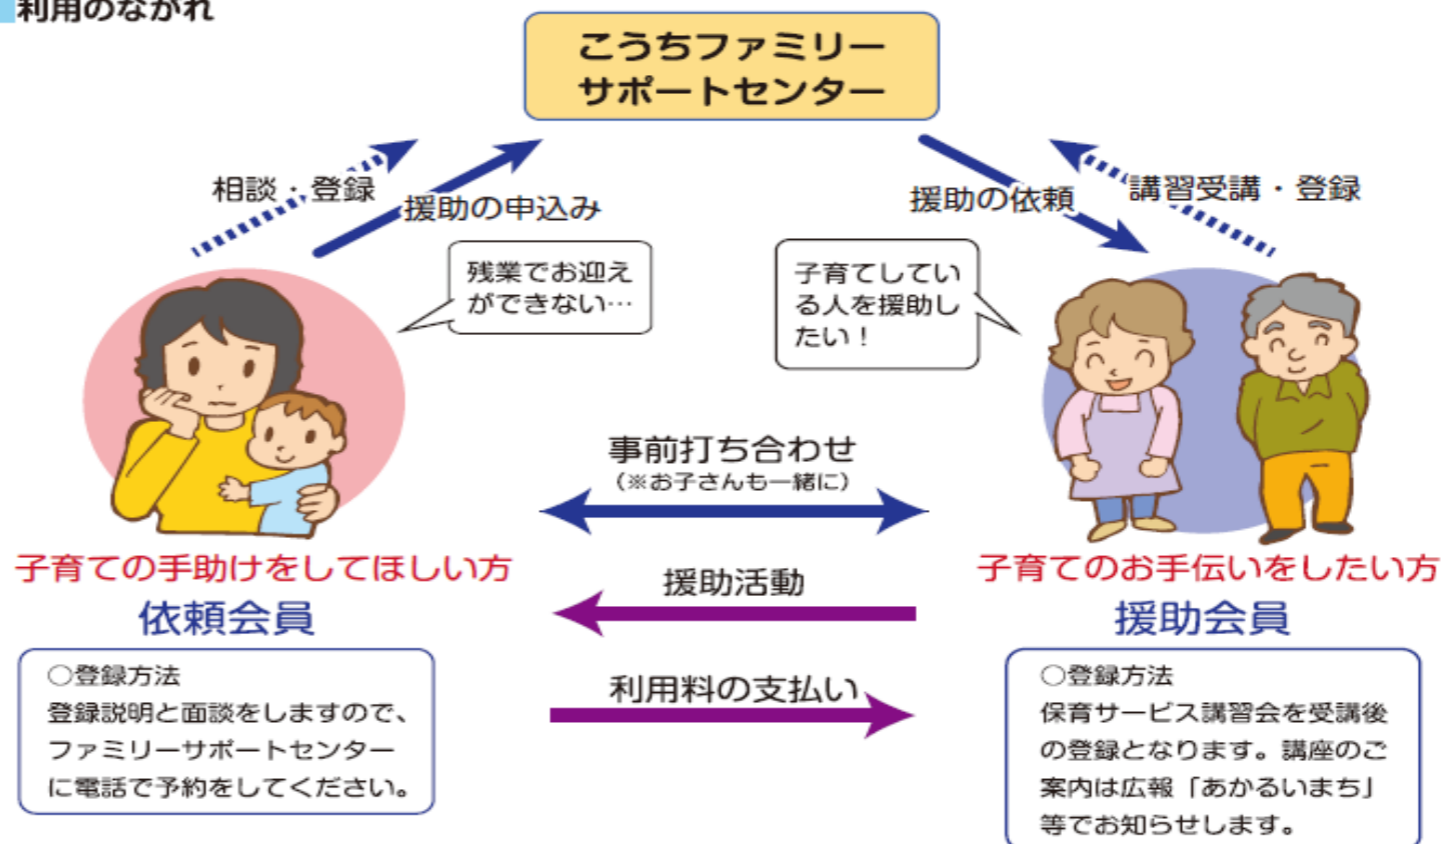 利用のながれ
こうちファミリー
サポートセンター
相談・登録
援助の申込み
援助の依頼
講習受講・登録
残業でお迎え
ができない…
子育てしてい
る人を援助し
たい！
事前打ち合わせ
（※お子さんも一緒に）
援助活動
利用料の支払い
子育ての手助けをしてほしい方
依頼会員
○登録方法
登録説明と面談をしますので、
ファミリーサポートセンター
に電話で予約をしてください。
子育てのお手伝いをしたい方
援助会員
○登録方法
保育サービス講習会を受講後
の登録となります。講座のご
案内は広報「あかるいまち」
等でお知らせします。